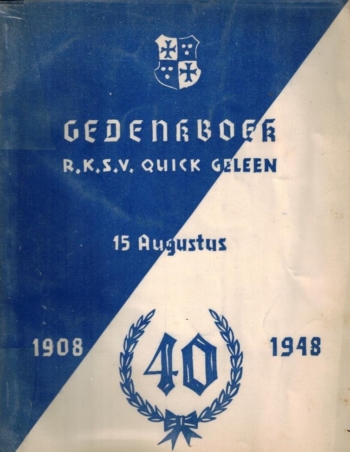 GEDENKBOEK
R.K.S.V. QUICK GELEEN
15 Augustus
1908
40
1948